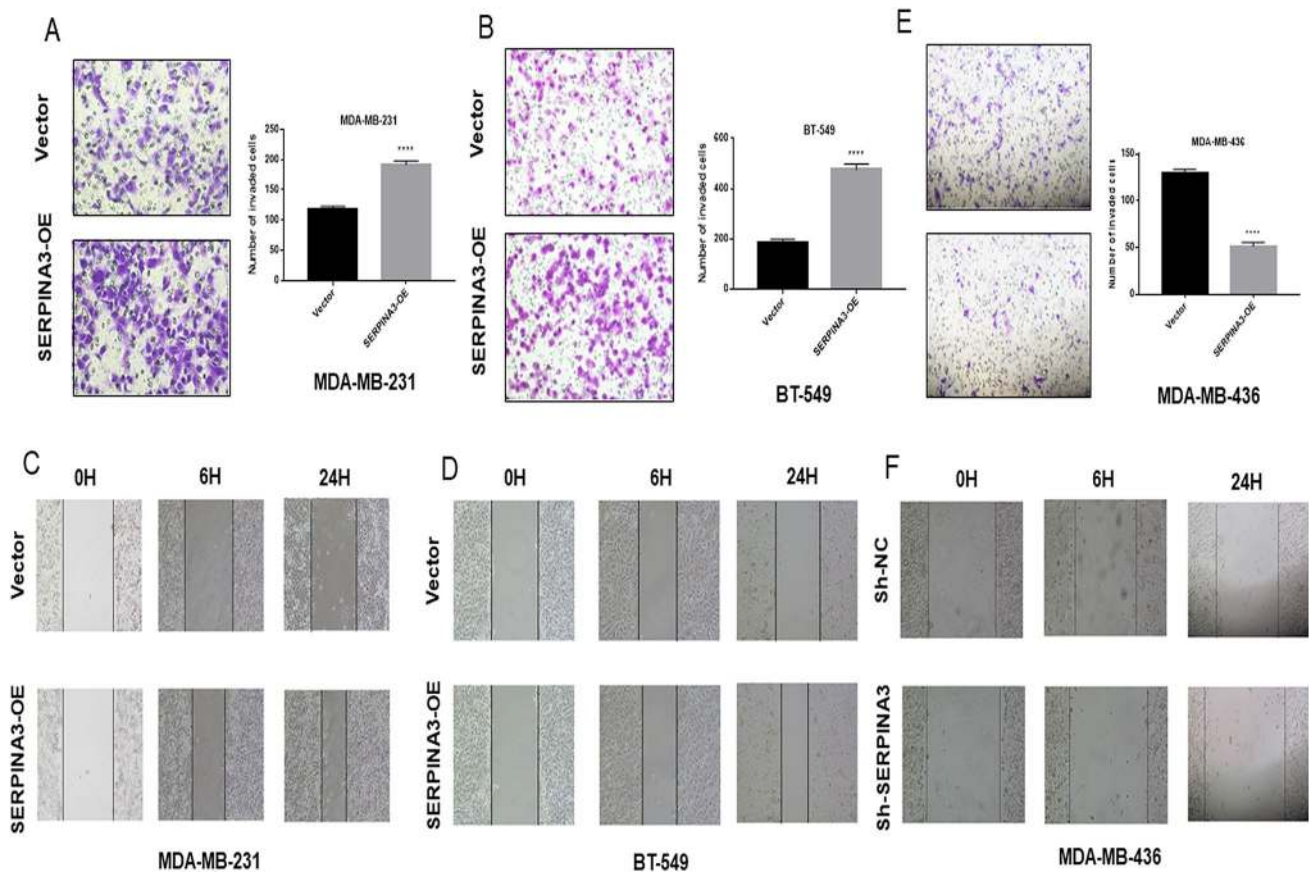 A
Vector
SERPINA3-OE
MDA-MB-231
Number of invaded cells
250
200
150
100
50
0
****
Vector
SERPINA3-OE
MDA-MB-231
B
Vector
SERPINA3-OE
BT-549
Number of invaded cells
600
400
200
0
****
Vector
SERPINA3-OE
BT-549
E
MDA-MB-436
Number of invaded cells
150
100
50
0
****
Vector
SERPINA3-OE
MDA-MB-436
C
0H 6H 24H
Vector
SERPINA3-OE
MDA-MB-231
D
0H 6H 24H
Vector
SERPINA3-OE
BT-549
F
0H 6H 24H
Sh-NC
Sh-SERPINA3
MDA-MB-436